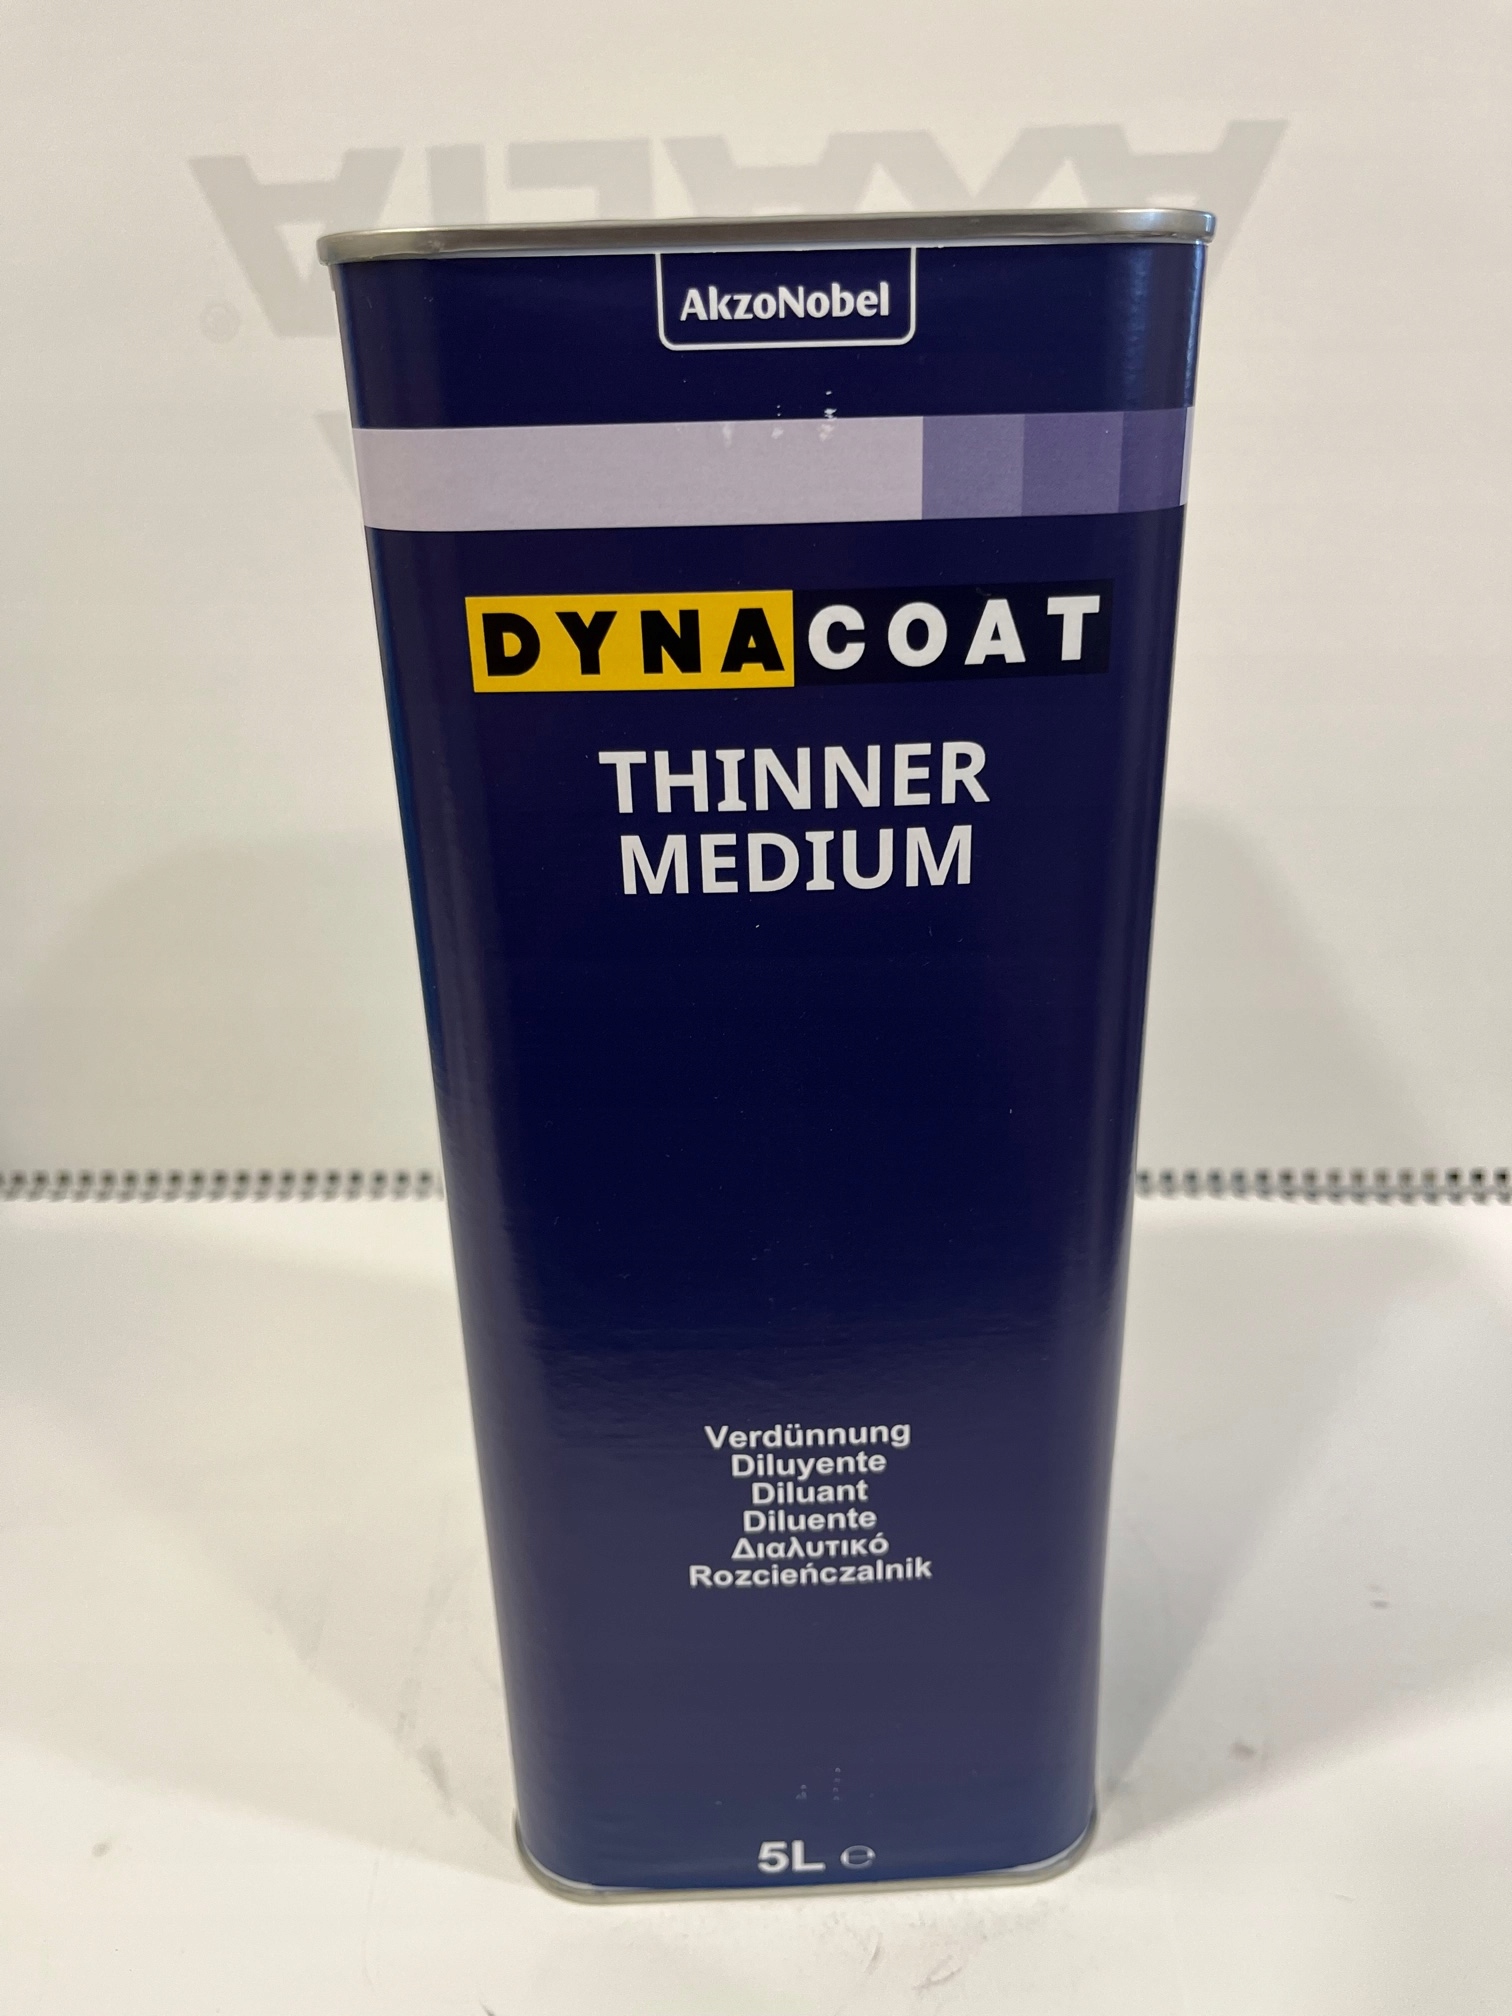 AkzoNobel
DYNACOAT
THINNER
MEDIUM
Verdünnung
Diluyente
Diluant
Diluente
Διαλυτικό
Rozcieńczalnik
5L ℮